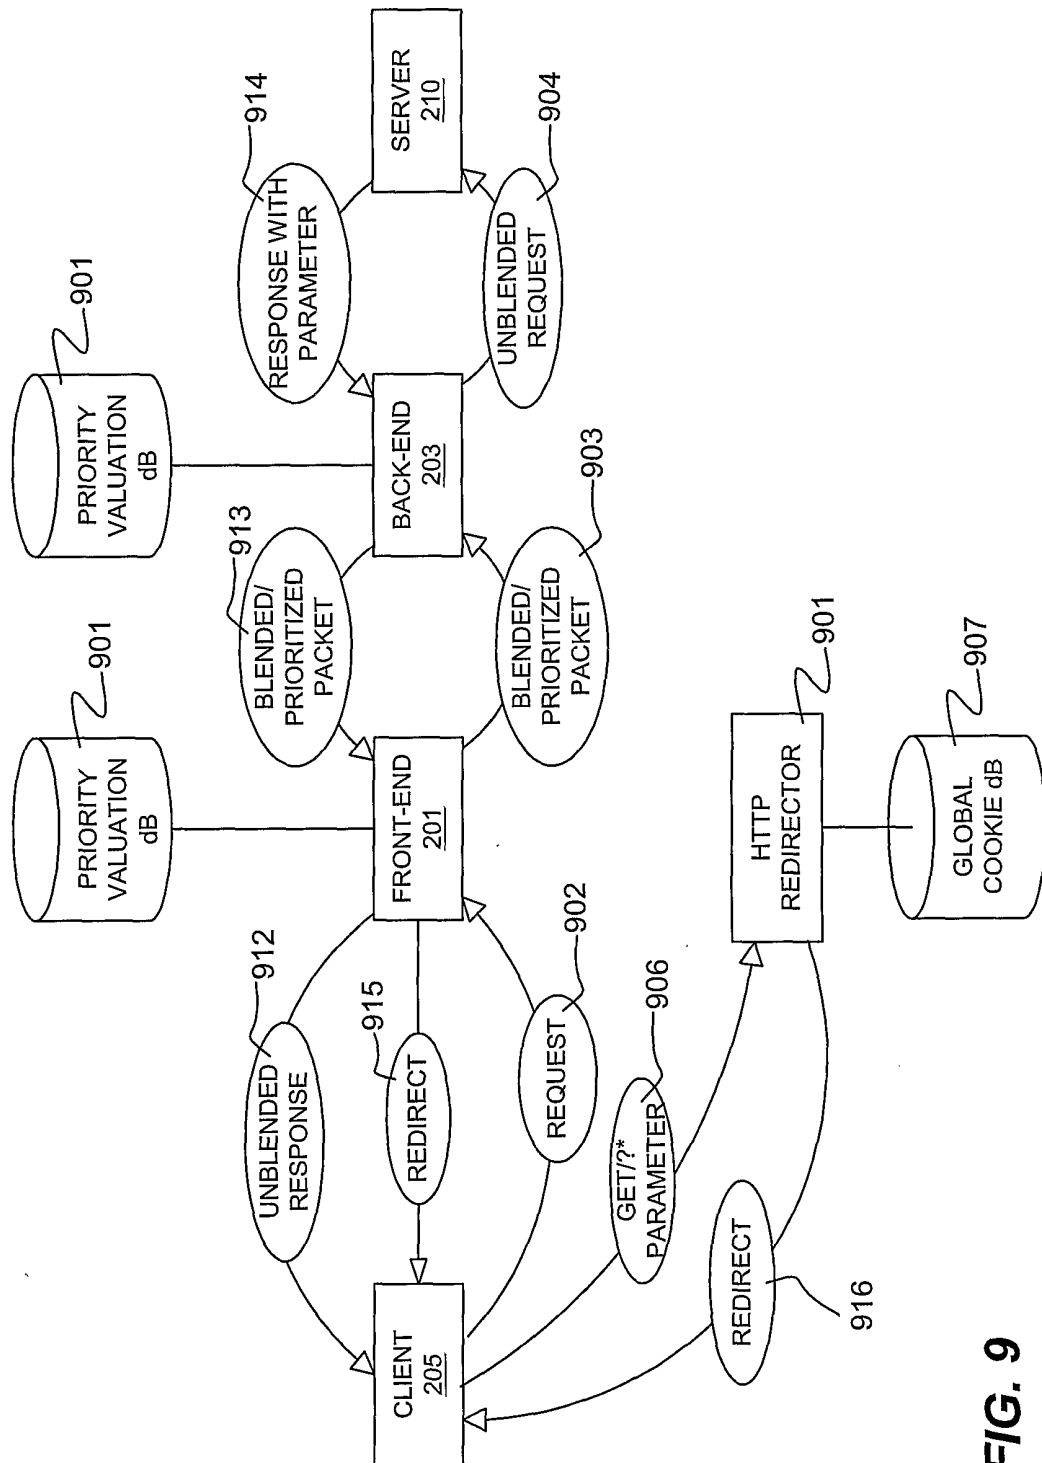 PRIORITY
VALUATION
dB
901
PRIORITY
VALUATION
dB
901
UNBLENDED
RESPONSE
912
BLENDED/
PRIORITIZED
PACKET
913
RESPONSE WITH
PARAMETER
914
REDIRECT
915
CLIENT
205
FRONT-END
201
BACK-END
203
SERVER
210
REQUEST
902
BLENDED/
PRIORITIZED
PACKET
903
UNBLENDED
REQUEST
904
GET/?*
PARAMETER
906
REDIRECT
916
HTTP
REDIRECTOR
901
GLOBAL
COOKIE dB
907
FIG. 9